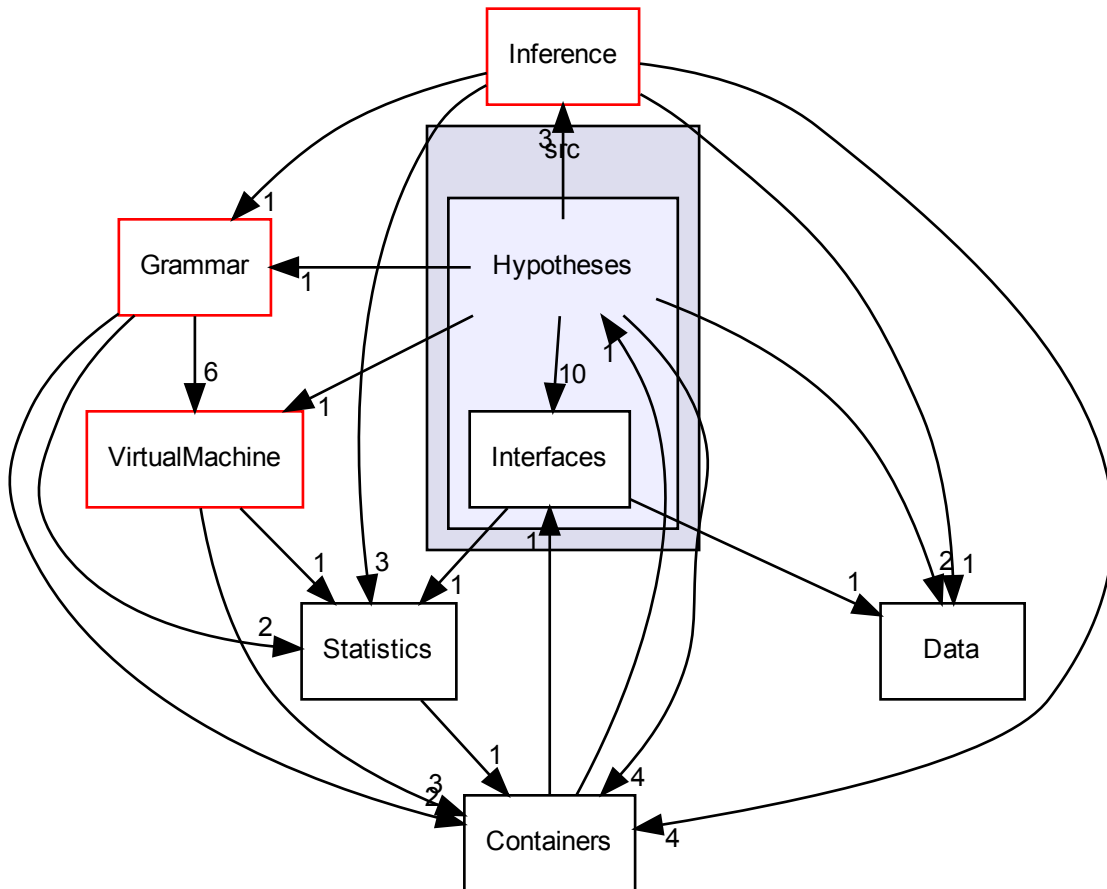 Inference
3
src
1
Grammar
1
Hypotheses
1
6
1
10
VirtualMachine
Interfaces
1
3
1
1
1
2
1
2
Statistics
Data
1
3
2
4
4
Containers